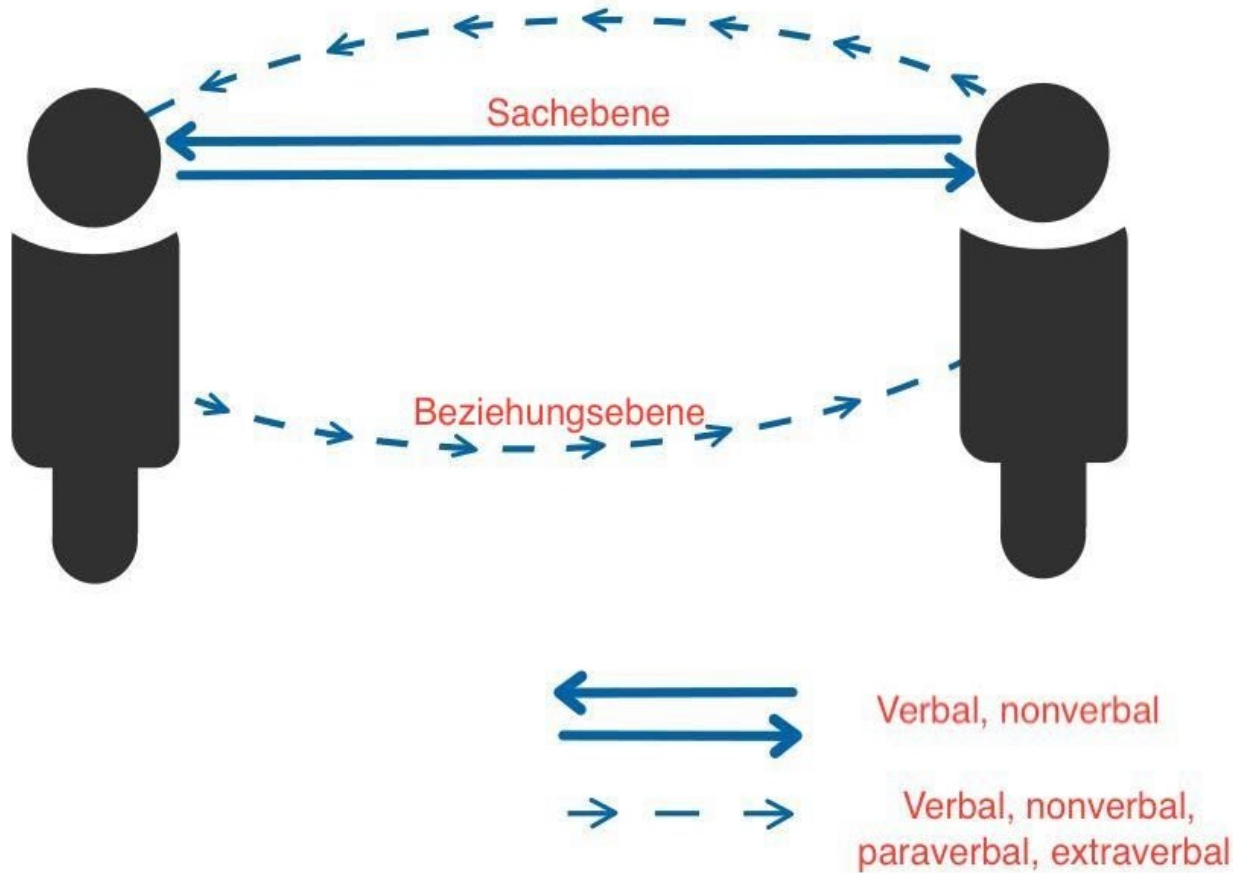 Sachebene
Beziehungsebene
Verbal, nonverbal
Verbal, nonverbal,
paraverbal, extraverbal